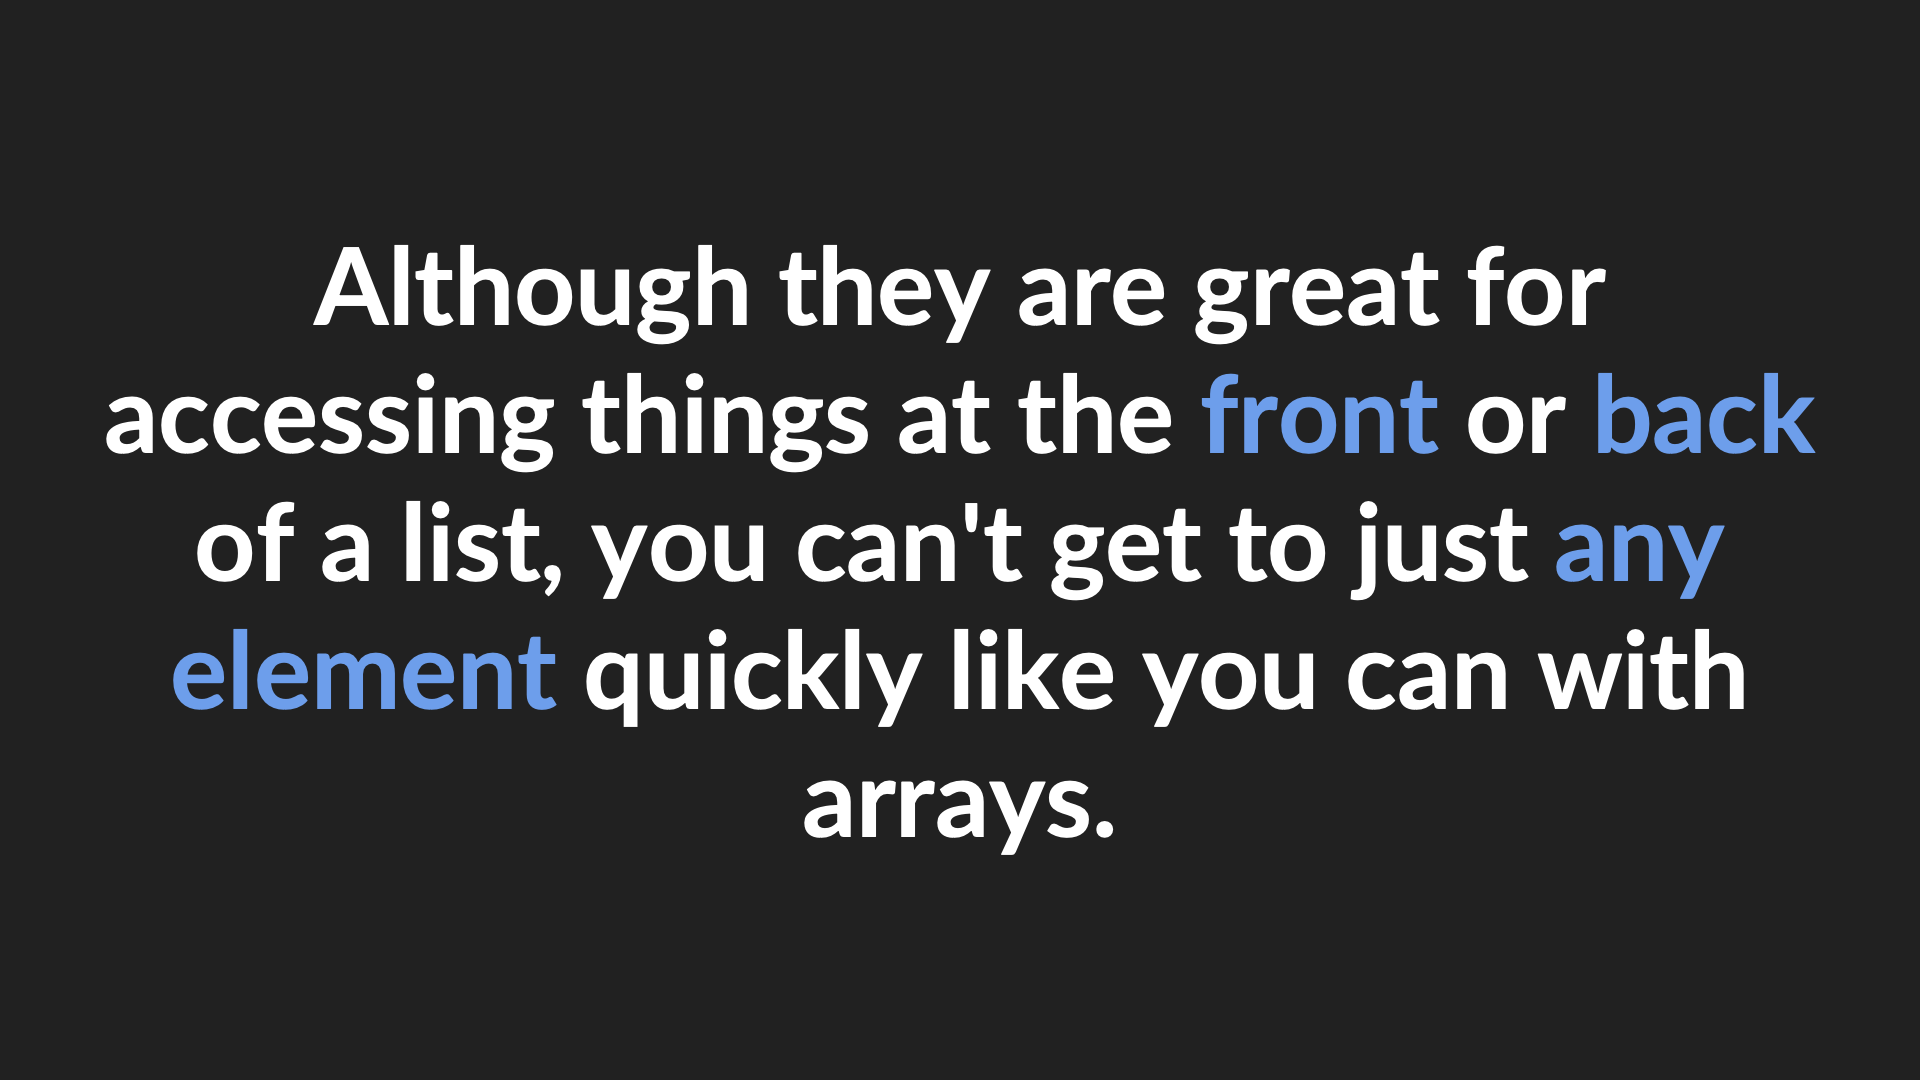 Although they are great for
accessing things at the front or back
of a list, you can't get to just any
element quickly like you can with
arrays.